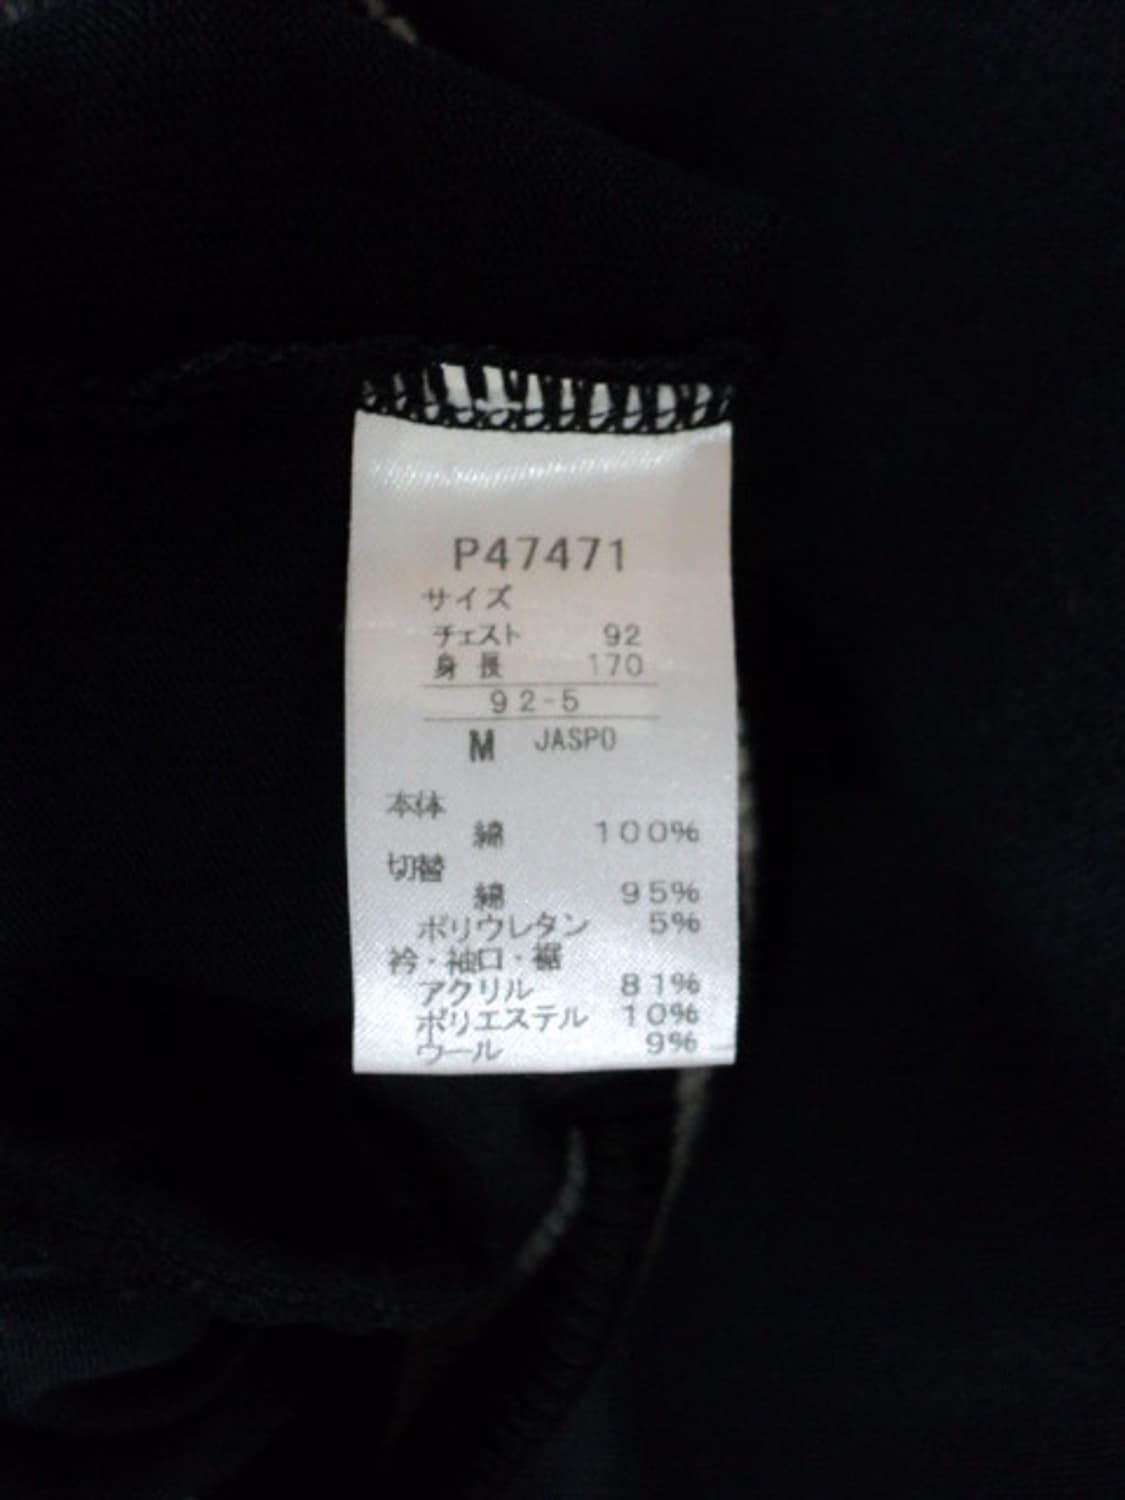 P47471
サイズ
チェスト 92
身長 170
92-5
M JASPO
本体
綿 100%
切替
綿 95%
ポリウレタン 5%
衿・袖口・裾
アクリル 81%
ポリエステル 10%
ウール 9%